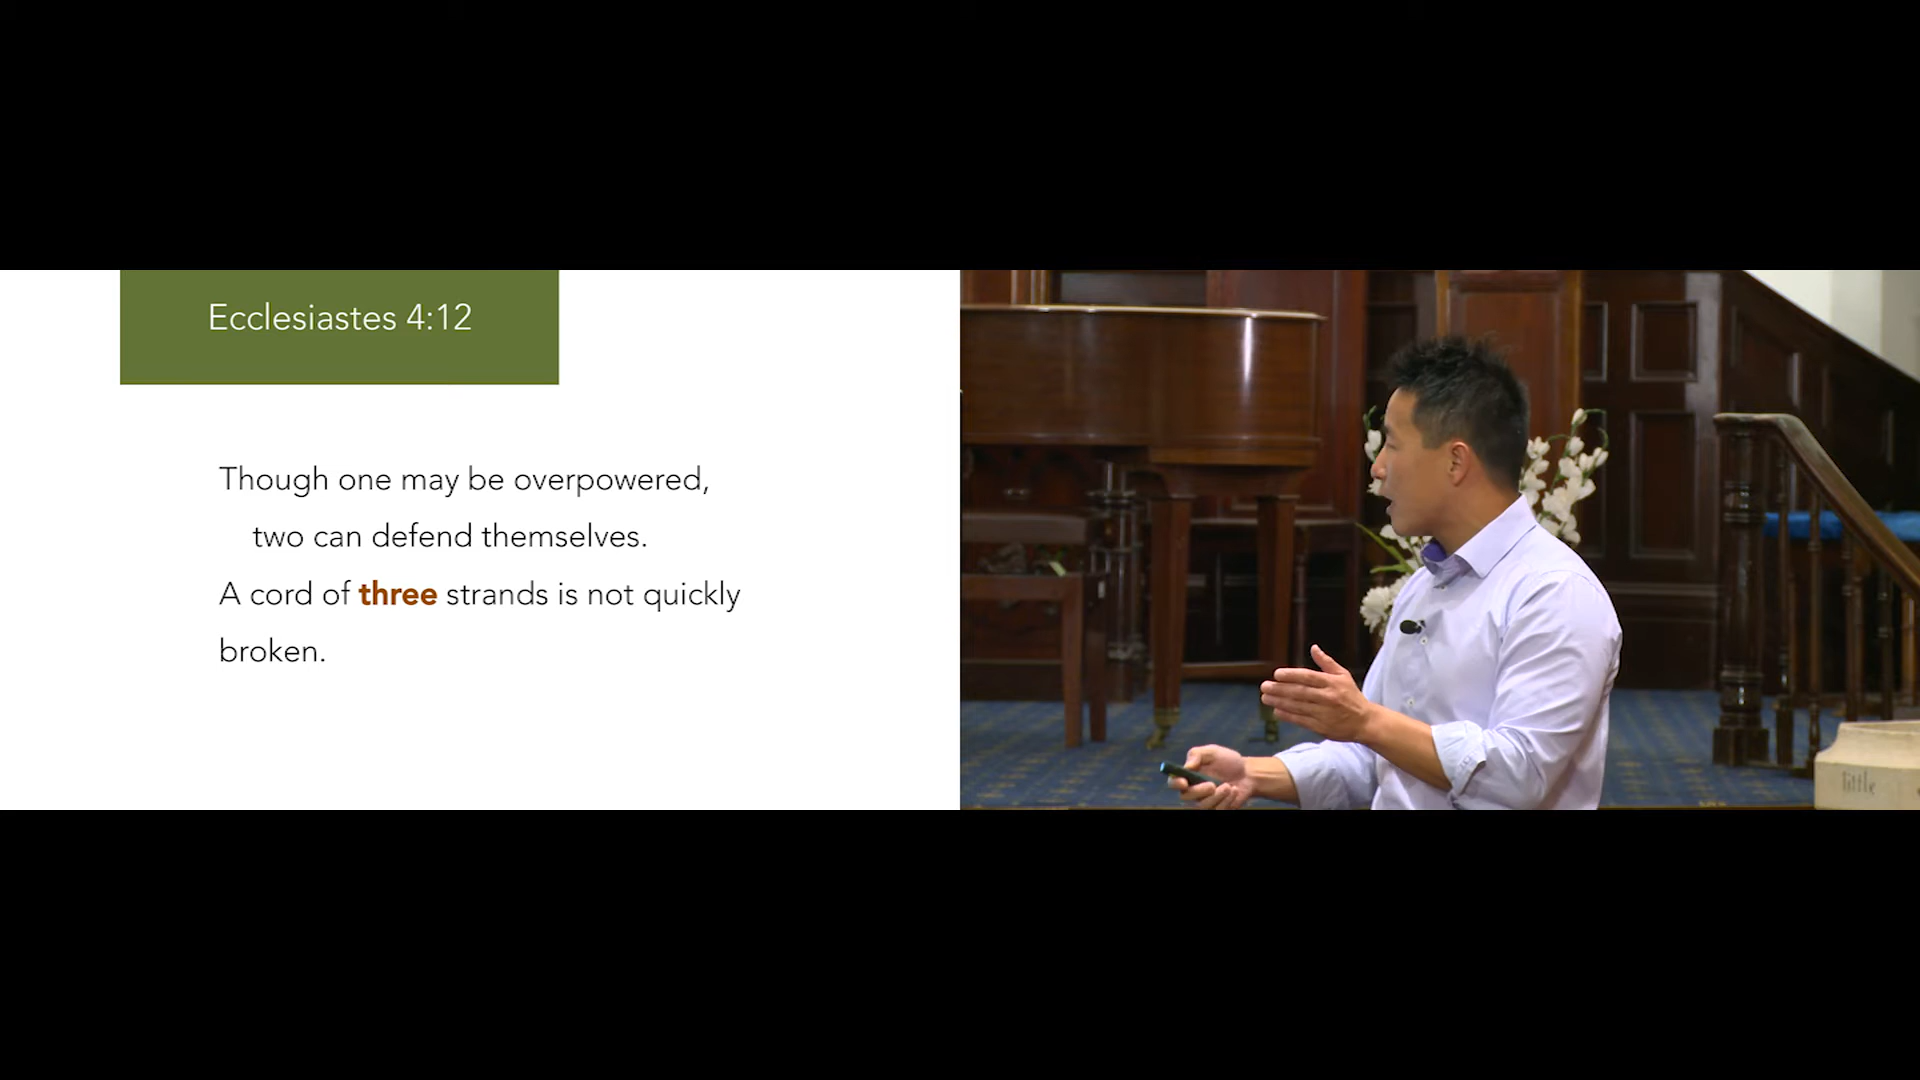 Ecclesiastes 4:12
Though one may be overpowered,
two can defend themselves.
A cord of three strands is not quickly
broken.
little